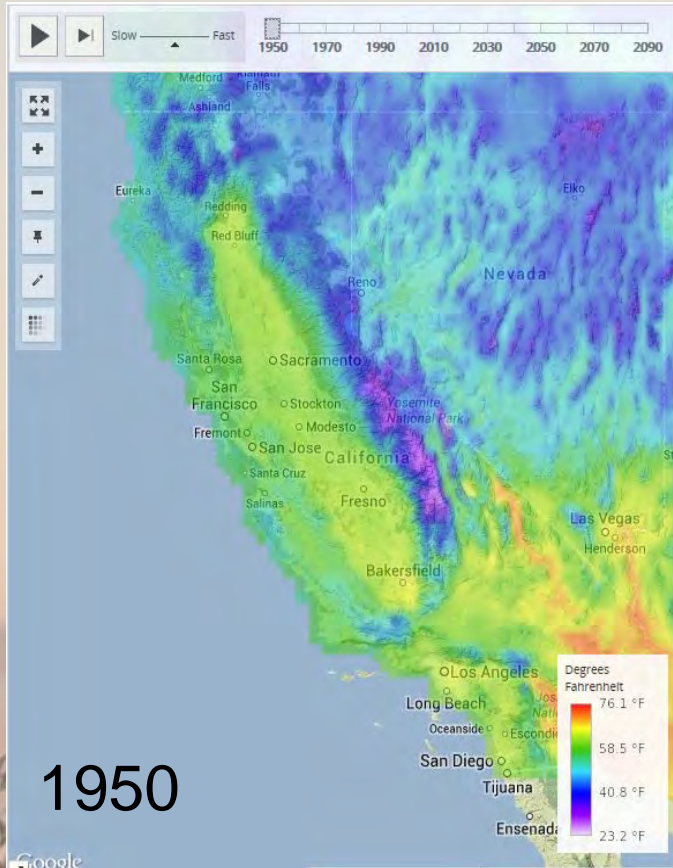 Slow
Fast
1950 1970 1990 2010 2030 2050 2070 2090
Medford
Klamath
Falls
Ashland
Eureka
Elko
Redding
Red Bluff
Nevada
Reno
Santa Rosa
Sacramento
San
Francisco
Stockton
Yosemite
National Park
Fremont
Modesto
San Jose
California
Santa Cruz
Salinas
Fresno
Las Vegas
Henderson
Bakersfield
Los Angeles
Degrees
Fahrenheit
Long Beach
76.1 °F
Oceanside
58.5 °F
San Diego
1950
Tijuana
40.8 °F
23.2 °F
Google